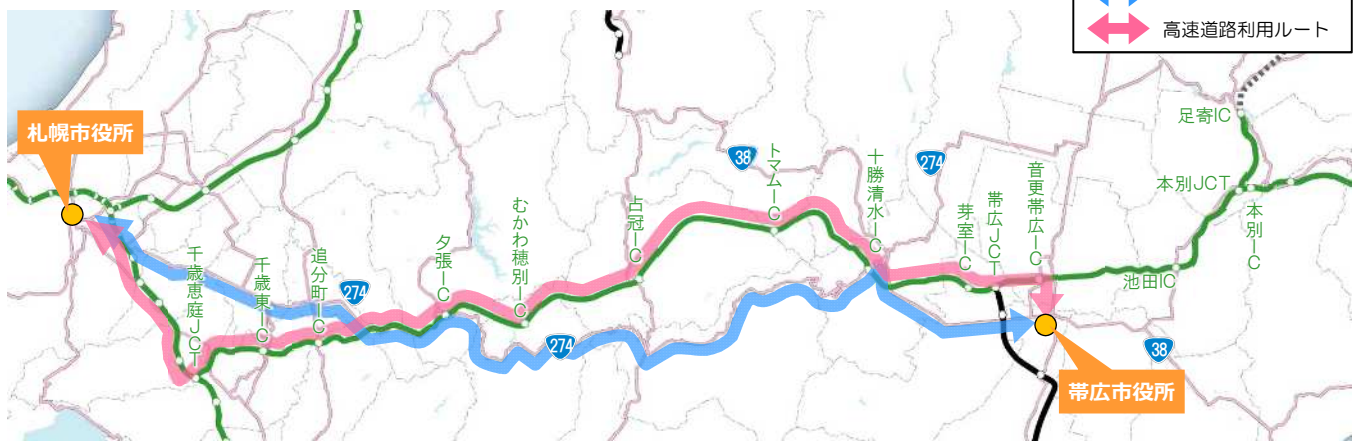 高速道路利用ルート
札幌市役所
足寄IC
38
トマムIC
十勝清水IC
274
音更帯広IC
本別JCT
本別IC
占冠IC
むかわ穂別IC
夕張IC
追分町IC
千歳東IC
千歳恵庭JCT
帯広JCT
芽室IC
池田IC
274
274
38
帯広市役所